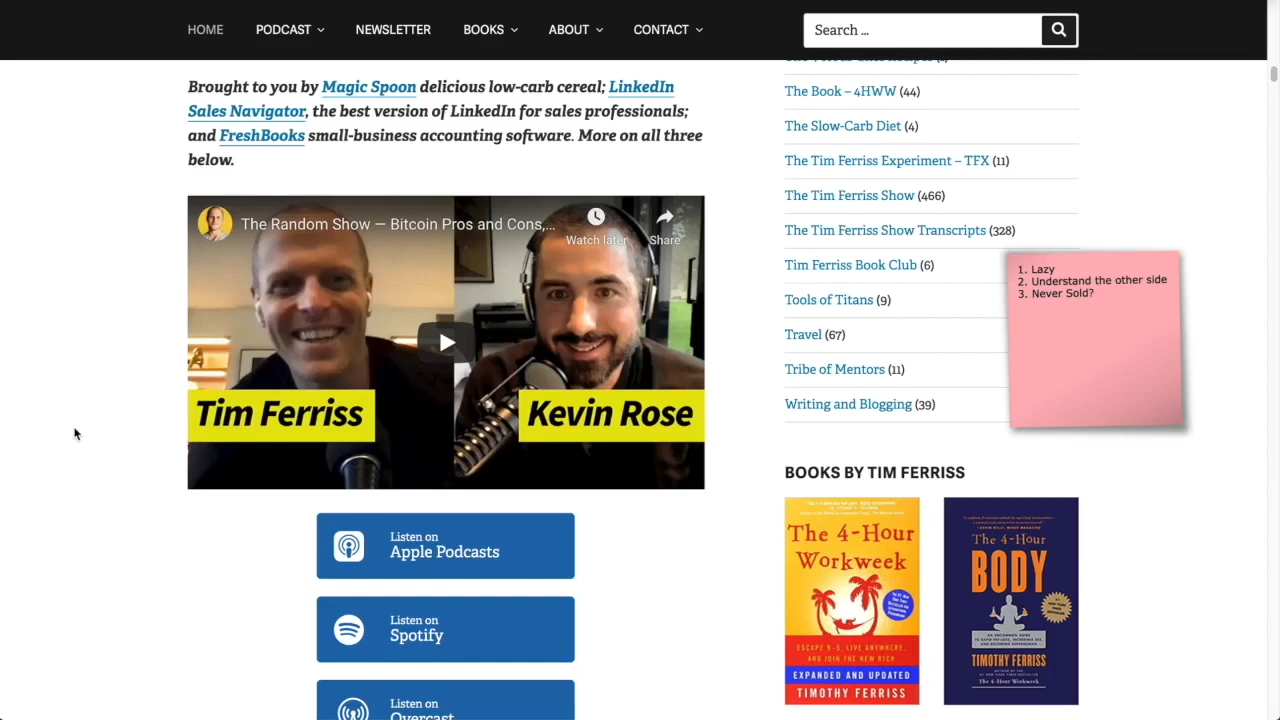 HOME
PODCAST
NEWSLETTER
BOOKS
ABOUT
CONTACT
Search ...
Brought to you by Magic Spoon delicious low-carb cereal; LinkedIn
Sales Navigator, the best version of LinkedIn for sales professionals;
and FreshBooks small-business accounting software. More on all three
below.
The Random Show — Bitcoin Pros and Cons,...
Watch later
Share
Tim Ferriss
Kevin Rose
Listen on
Apple Podcasts
Listen on
Spotify
Listen on
Overcast
The Book – 4HWW (44)
The Slow-Carb Diet (4)
The Tim Ferriss Experiment – TFX (11)
The Tim Ferriss Show (466)
The Tim Ferriss Show Transcripts (328)
Tim Ferriss Book Club (6)
Tools of Titans (9)
Travel (67)
Tribe of Mentors (11)
Writing and Blogging (39)
1. Lazy
2. Understand the other side
3. Never Sold?
BOOKS BY TIM FERRISS
The 4-Hour
Workweek
ESCAPE 9-5, LIVE ANYWHERE,
AND JOIN THE NEW RICH
EXPANDED AND UPDATED
TIMOTHY FERRISS
The 4-Hour
BODY
TIMOTHY FERRISS
The 4-Hour Workweek